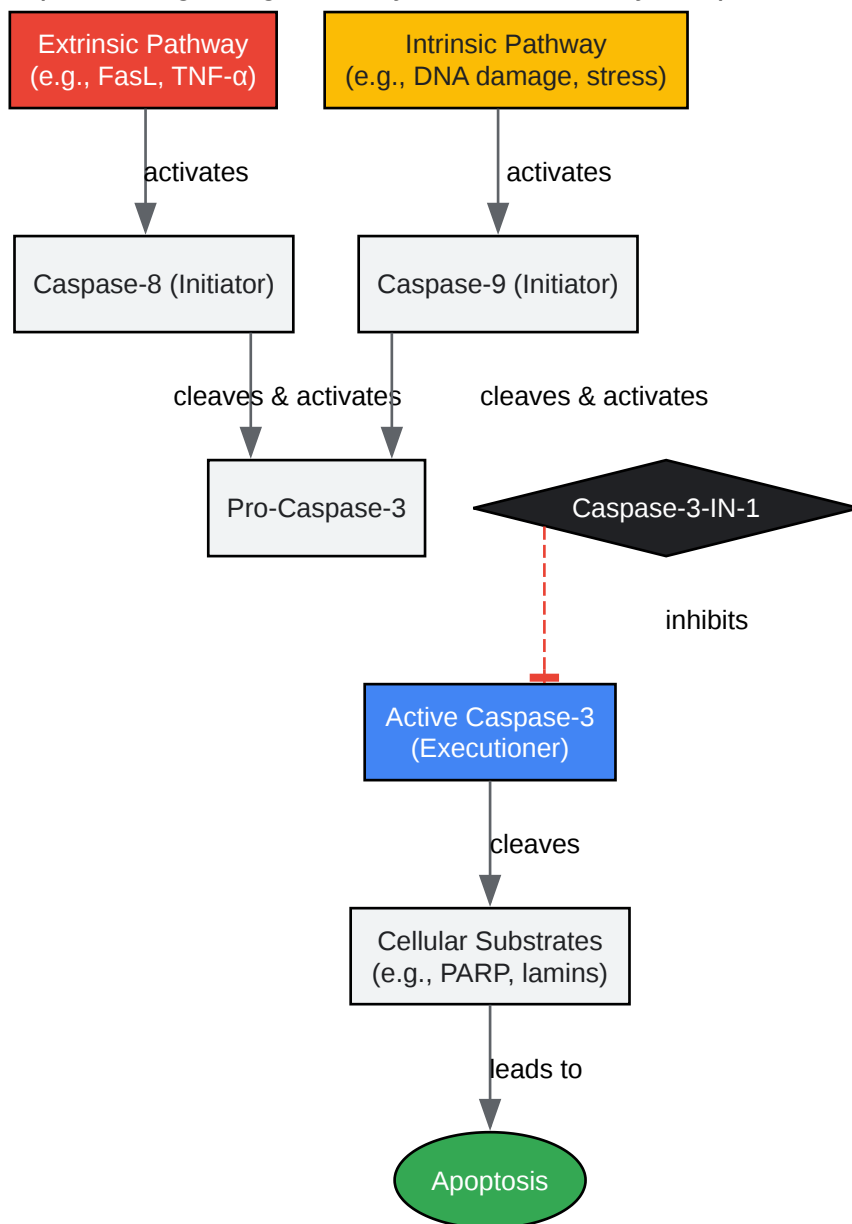 Extrinsic Pathway
(e.g., FasL, TNF-α)
Intrinsic Pathway
(e.g., DNA damage, stress)
activates
activates
Caspase-8 (Initiator)
Caspase-9 (Initiator)
cleaves & activates
cleaves & activates
Pro-Caspase-3
Caspase-3-IN-1
inhibits
Active Caspase-3
(Executioner)
cleaves
Cellular Substrates
(e.g., PARP, lamins)
leads to
Apoptosis